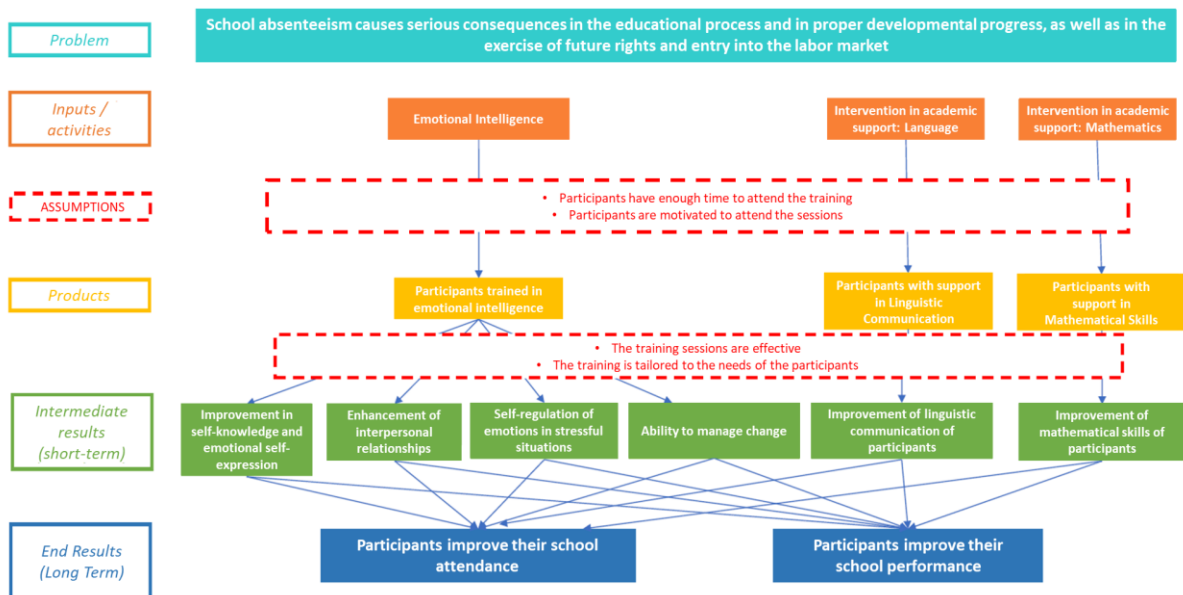 Problem
School absenteeism causes serious consequences in the educational process and in proper developmental progress, as well as in the
exercise of future rights and entry into the labor market
Inputs /
activities
Emotional Intelligence
Intervention in academic
support: Language
Intervention in academic
support: Mathematics
ASSUMPTIONS
• Participants have enough time to attend the training
• Participants are motivated to attend the sessions
Products
Participants trained in
emotional intelligence
Participants with support
in Linguistic
Communication
Participants with
support in
Mathematical Skills
• The training sessions are effective
• The training is tailored to the needs of the participants
Intermediate
results
(short-term)
Improvement in
self-knowledge and
emotional self-
expression
Enhancement of
interpersonal
relationships
Self-regulation of
emotions in stressful
situations
Ability to manage change
Improvement of linguistic
communication of
participants
Improvement of
mathematical skills of
participants
End Results
(Long Term)
Participants improve their school
attendance
Participants improve their
school performance